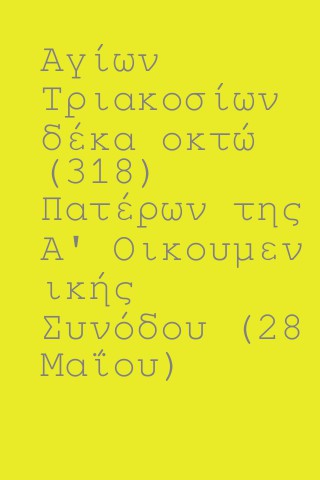 Αγίων
Τριακοσίων
δέκα οκτώ
(318)
Πατέρων της
Α' Οικουμεν
ικής
Συνόδου (28
Μαΐου)